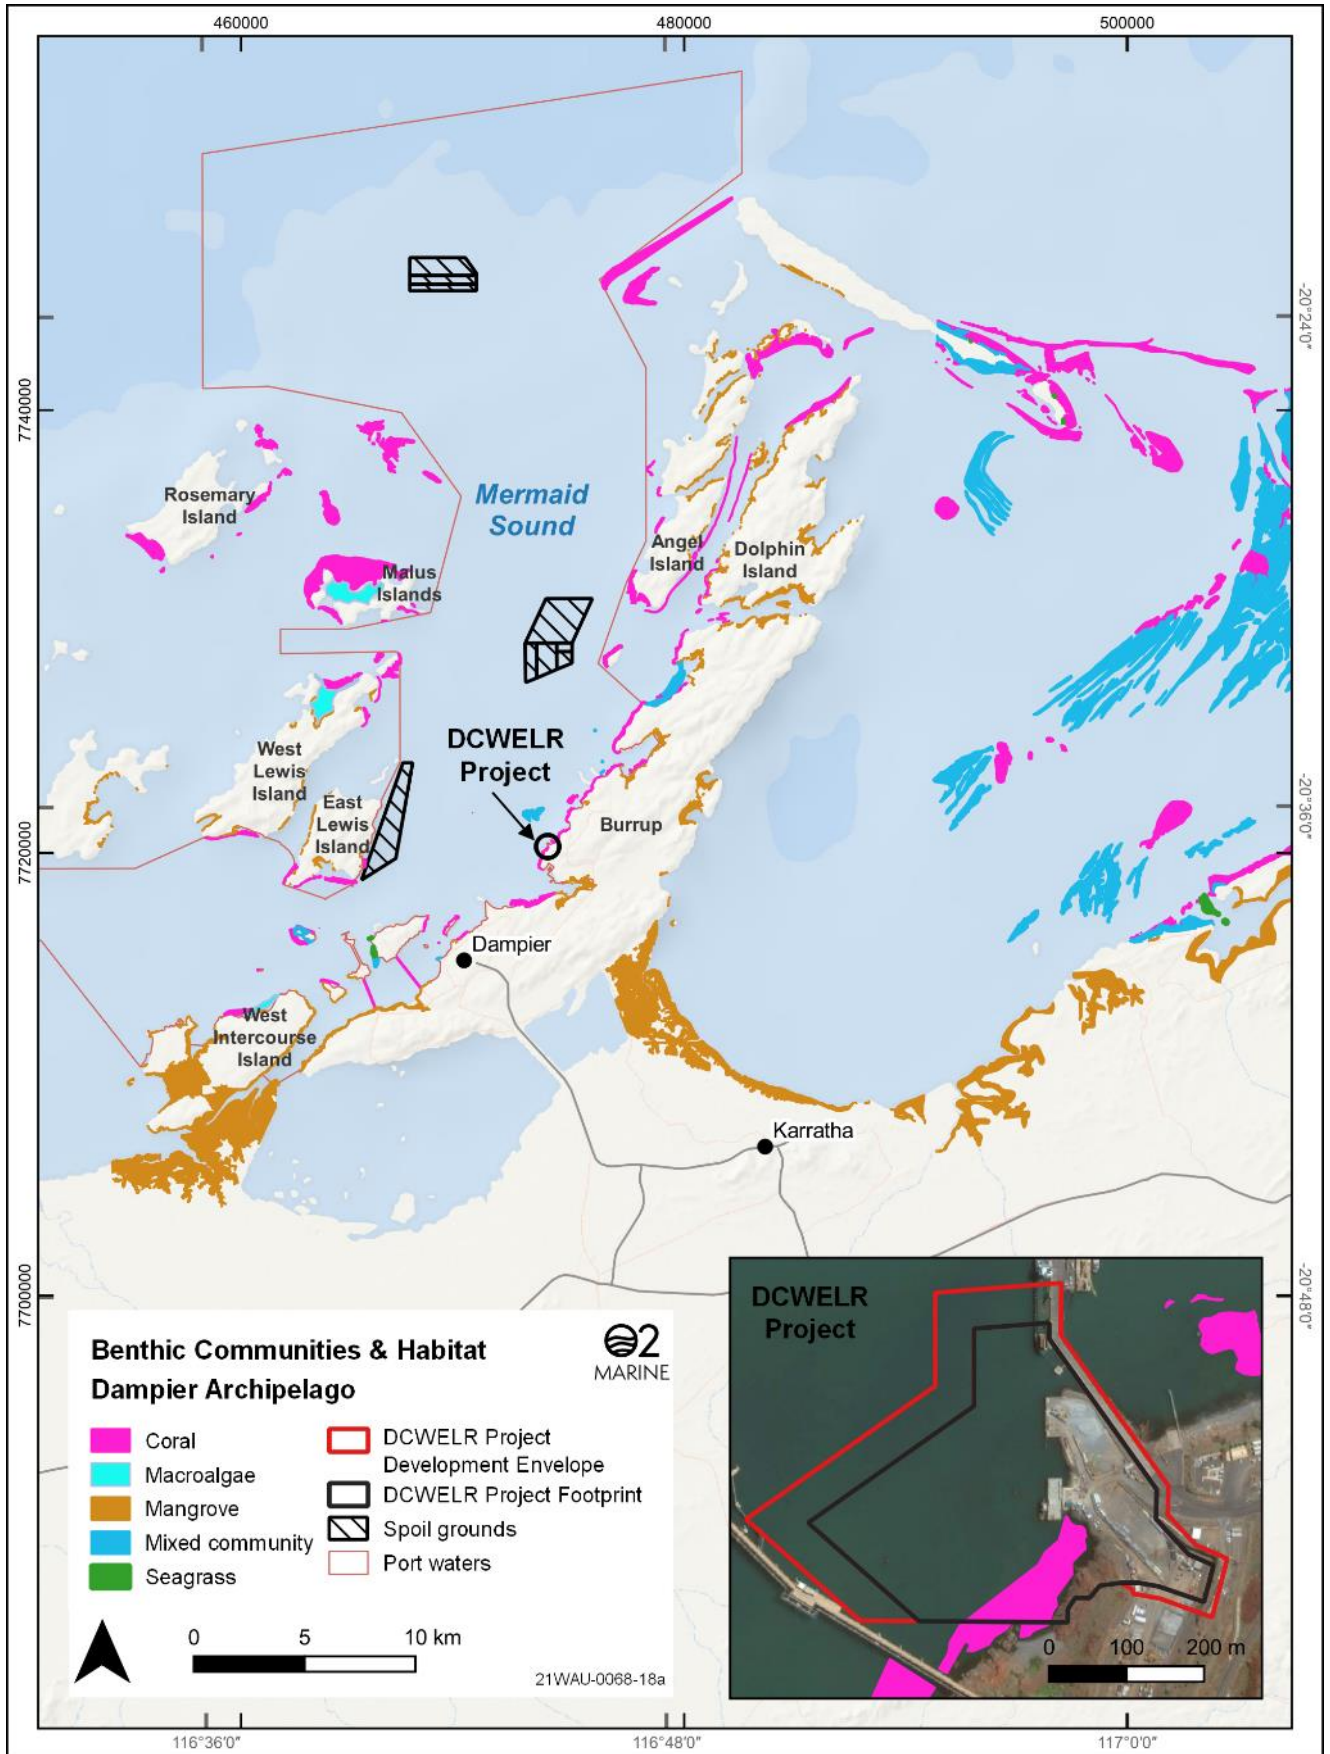 460000
480000
500000
-20°24'0"
7740000
Mermaid
Sound
Rosemary
Island
Angel
Island
Dolphin
Island
Malus
Islands
DCWELR
Project
West
Lewis
Island
East
Lewis
Island
Burrup
-20°36'0"
7720000
Dampier
West
Intercourse
Island
Karratha
7700000
-20°48'0"
Benthic Communities & Habitat
Dampier Archipelago
O2
MARINE
Coral
Macroalgae
Mangrove
Mixed community
Seagrass
DCWELR Project
Development Envelope
DCWELR Project Footprint
Spoil grounds
Port waters
0 5 10 km
21WAU-0068-18a
DCWELR
Project
0 100 200 m
116°36'0"
116°48'0"
117°0'0"